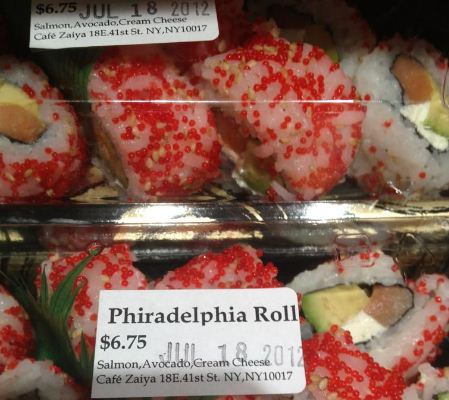 $6.75 JUL 18 2012
Salmon,Avocado,Cream Cheese
Café Zaiya 18E.41st St. NY,NY10017
Phiradelphia Roll
$6.75
JUL 18 2012
Salmon,Avocado,Cream Cheese
Café Zaiya 18E.41st St. NY,NY10017